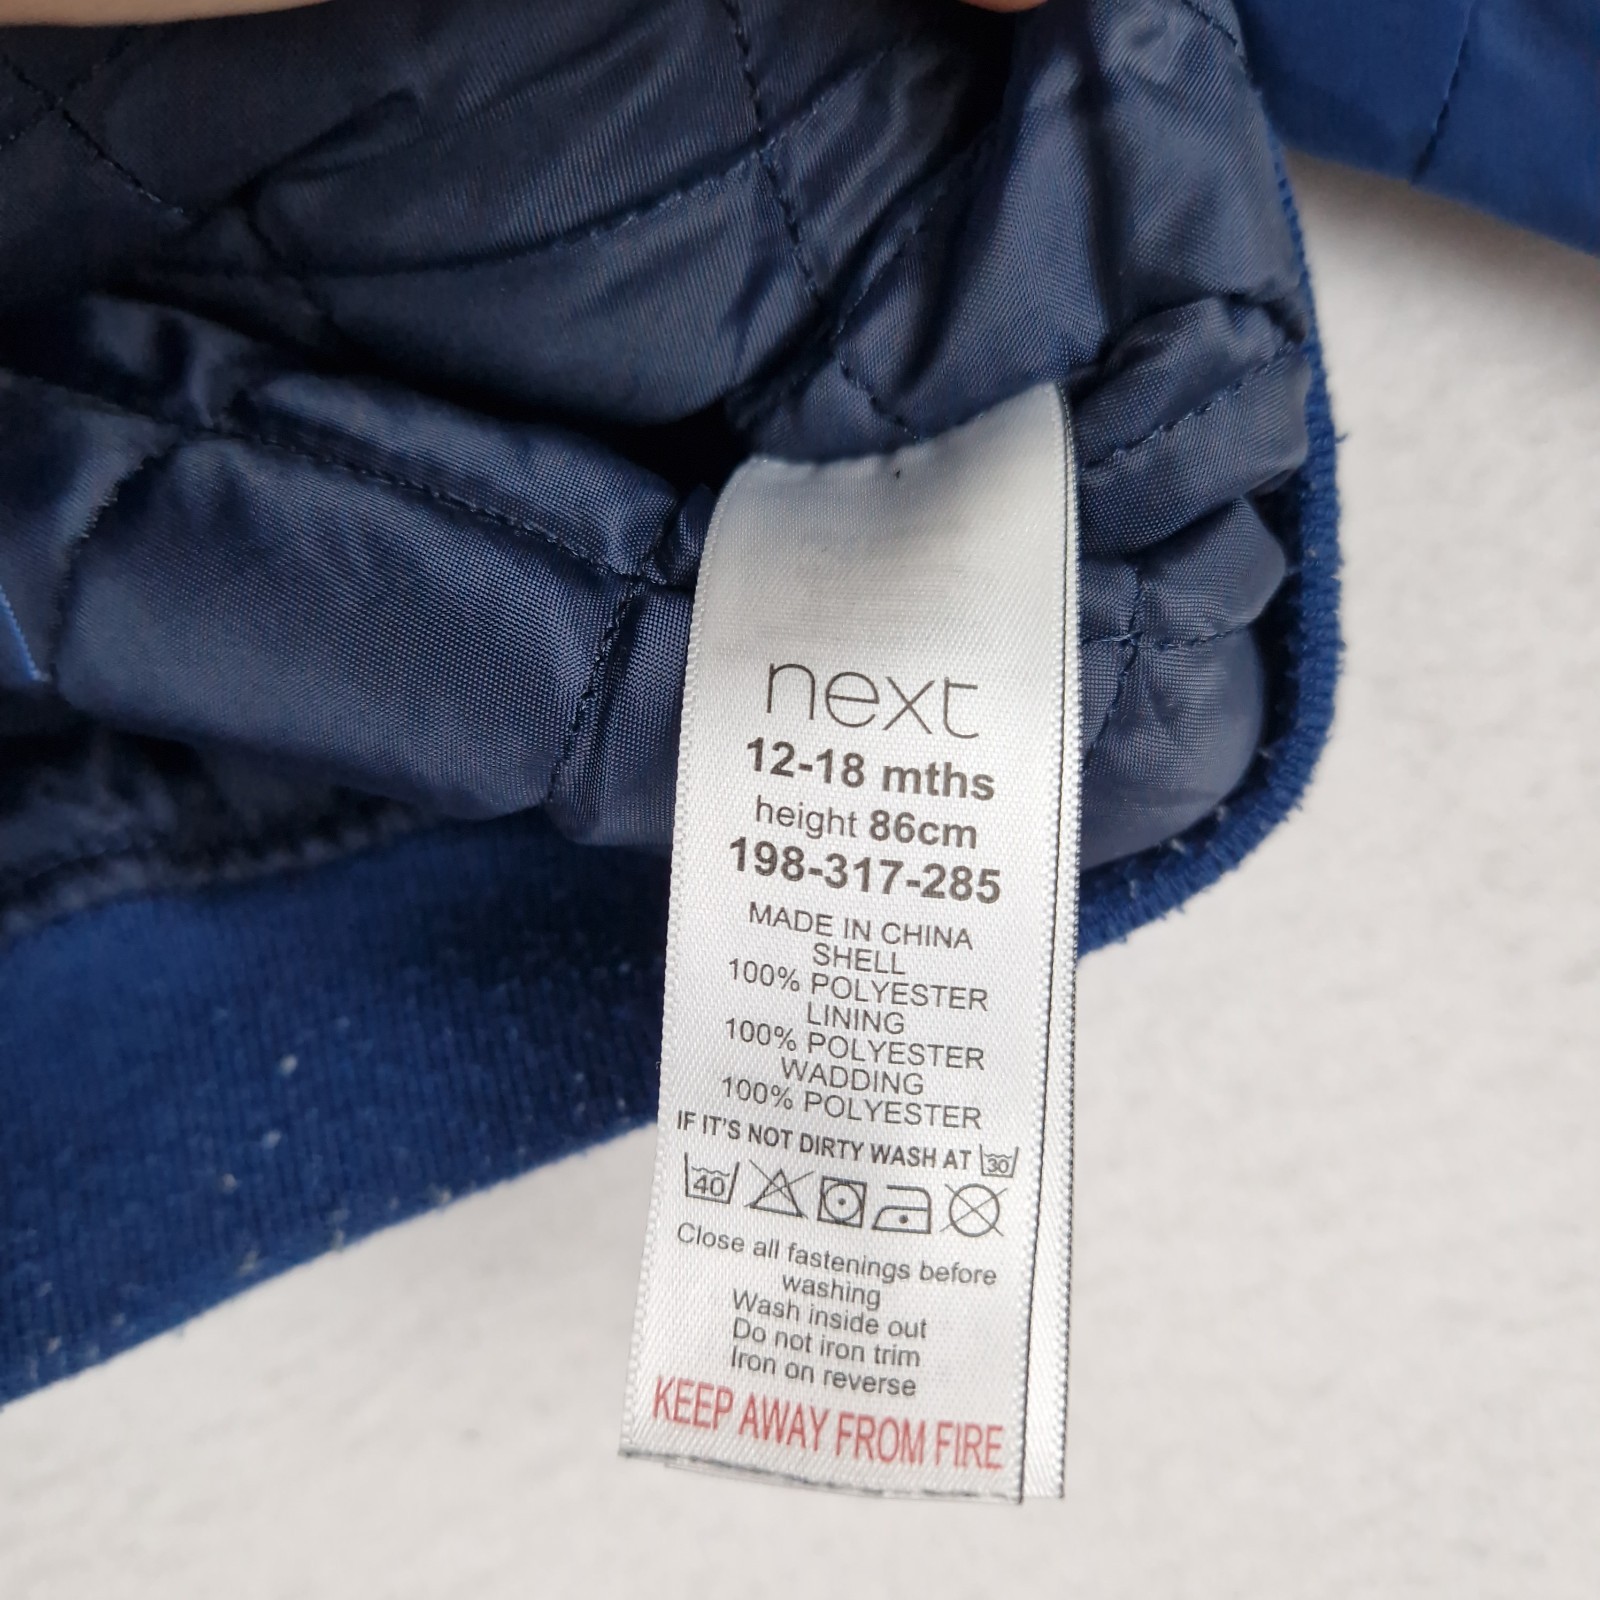 next
12-18 mths
height 86cm
198-317-285
MADE IN CHINA
SHELL
100% POLYESTER
LINING
100% POLYESTER
WADDING
100% POLYESTER
IF IT'S NOT DIRTY WASH AT 30
40
Close all fastenings before
washing
Wash inside out
Do not iron trim
Iron on reverse
KEEP AWAY FROM FIRE